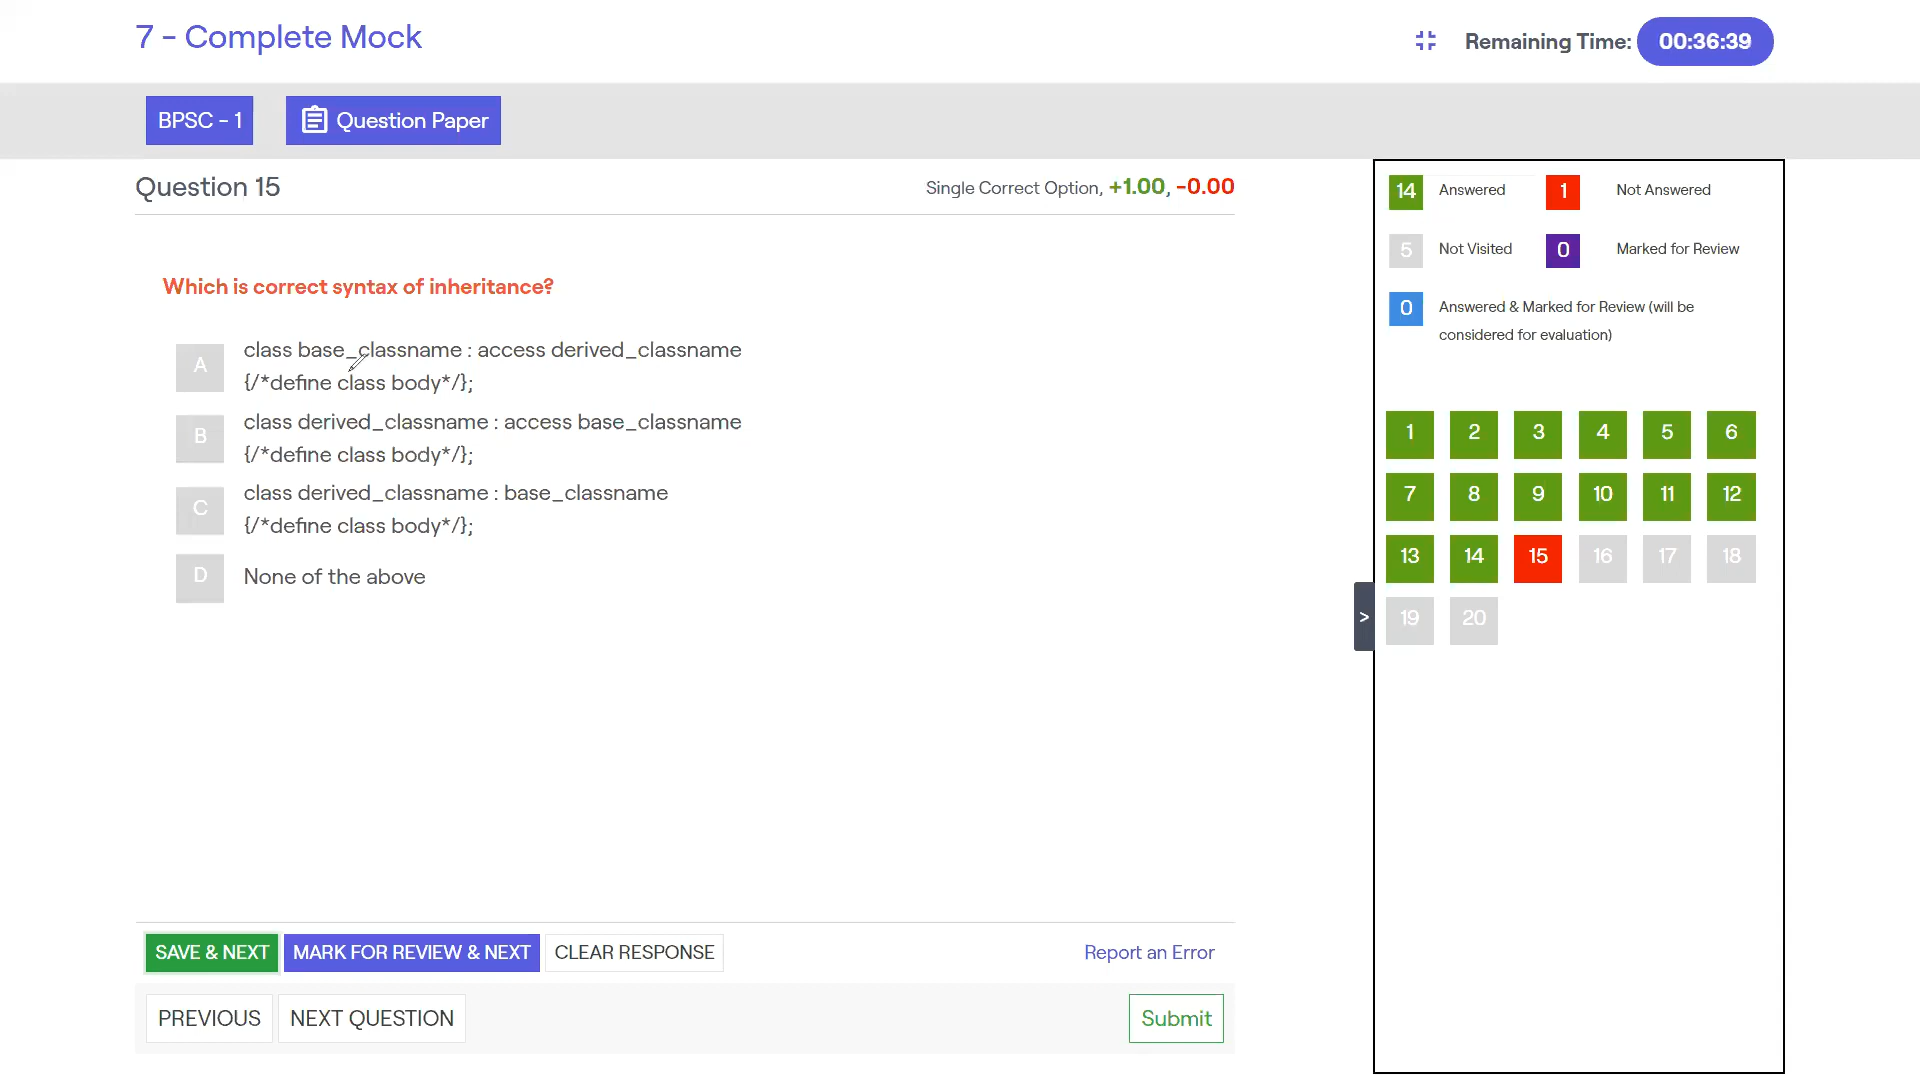 7 - Complete Mock
Remaining Time: 00:36:39
BPSC - 1
Question Paper
Question 15
Single Correct Option, +1.00, -0.00
Which is correct syntax of inheritance?
A
class base_classname : access derived_classname
{/*define class body*/};
B
class derived_classname : access base_classname
{/*define class body*/};
C
class derived_classname : base_classname
{/*define class body*/};
D
None of the above
SAVE & NEXT
MARK FOR REVIEW & NEXT
CLEAR RESPONSE
Report an Error
PREVIOUS
NEXT QUESTION
Submit
14 Answered
1 Not Answered
5 Not Visited
0 Marked for Review
0 Answered & Marked for Review (will be
considered for evaluation)
1 2 3 4 5 6
7 8 9 10 11 12
13 14 15 16 17 18
> 19 20